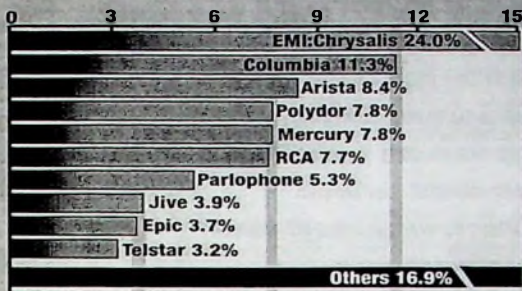 0 3 6 9 12 15
EMI:Chrysalis 24.0%
Columbia 11.3%
Arista 8.4%
Polydor 7.8%
Mercury 7.8%
RCA 7.7%
Parlophone 5.3%
Jive 3.9%
Epic 3.7%
Telstar 3.2%
Others 16.9%